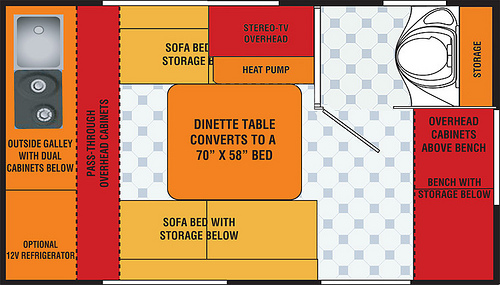 STEREO-TV
OVERHEAD
SOFA BED
STORAGE B
HEAT PUMP
STORAGE
DINETTE TABLE
CONVERTS TO A
70" X 58" BED
PASS-THROUGH
OVERHEAD CABINETS
OUTSIDE GALLEY
WITH DUAL
CABINETS BELOW
OVERHEAD
CABINETS
ABOVE BENCH
BENCH WITH
STORAGE BELOW
SOFA BED WITH
STORAGE BELOW
OPTIONAL
12V REFRIGERATOR